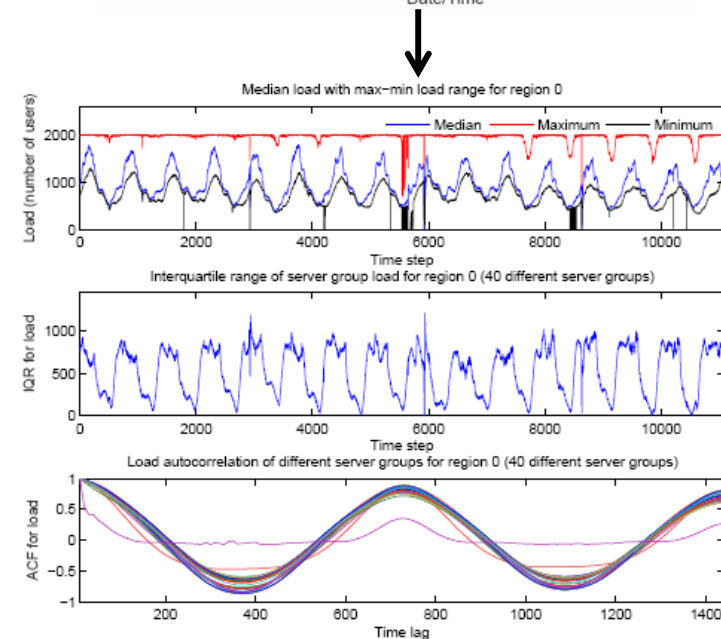 Date/Time
Median load with max−min load range for region 0
Load (number of users)
2000
1000
0
Median Maximum Minimum
0 2000 4000 6000 8000 10000
Time step
Interquartile range of server group load for region 0 (40 different server groups)
IQR for load
1000
500
0
0 2000 4000 6000 8000 10000
Time step
Load autocorrelation of different server groups for region 0 (40 different server groups)
ACF for load
1
0.5
0
−0.5
−1
200 400 600 800 1000 1200 1400
Time lag